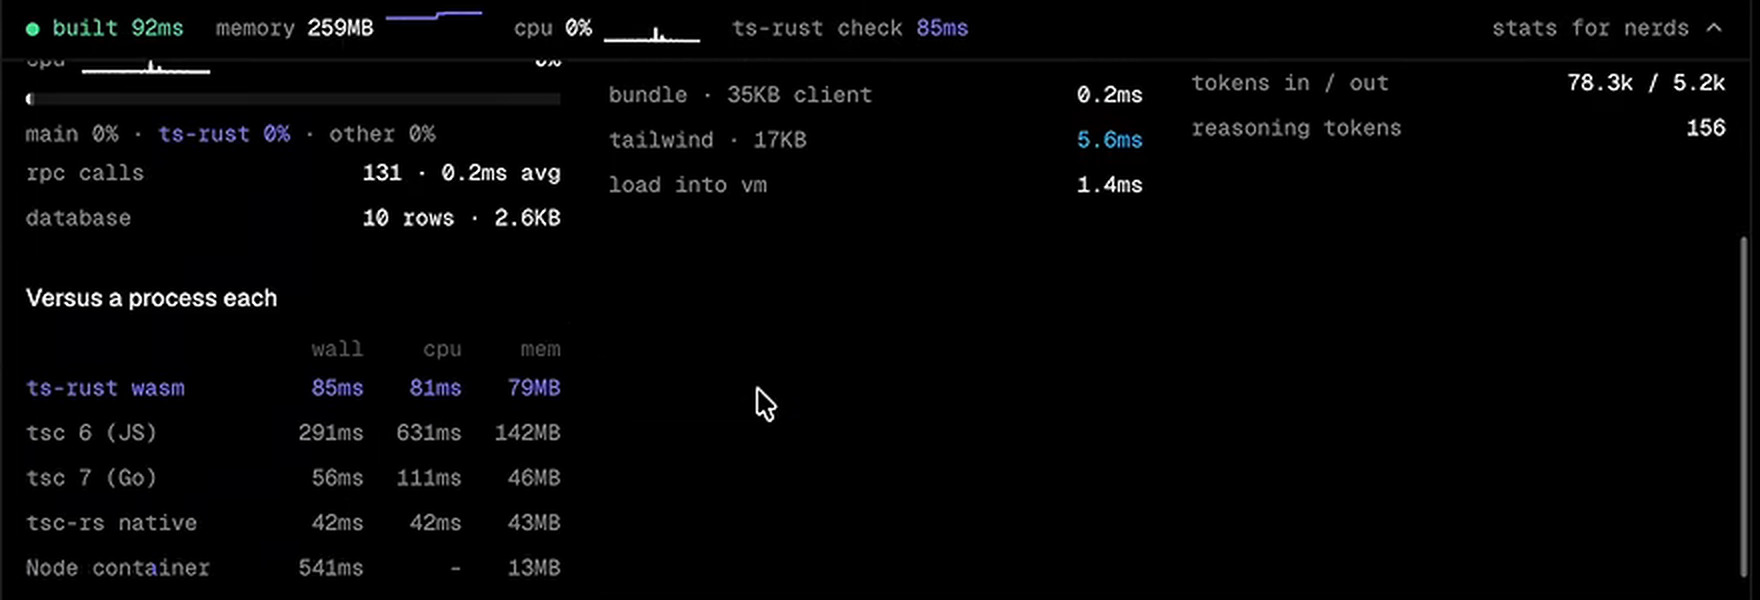 built 92ms memory 259MB cpu 0% ts-rust check 85ms stats for nerds
cpu 0%
main 0% · ts-rust 0% · other 0%
rpc calls 131 · 0.2ms avg
database 10 rows · 2.6KB
bundle · 35KB client 0.2ms
tailwind · 17KB 5.6ms
load into vm 1.4ms
tokens in / out 78.3k / 5.2k
reasoning tokens 156
Versus a process each
wall cpu mem
ts-rust wasm 85ms 81ms 79MB
tsc 6 (JS) 291ms 631ms 142MB
tsc 7 (Go) 56ms 111ms 46MB
tsc-rs native 42ms 42ms 43MB
Node container 541ms - 13MB